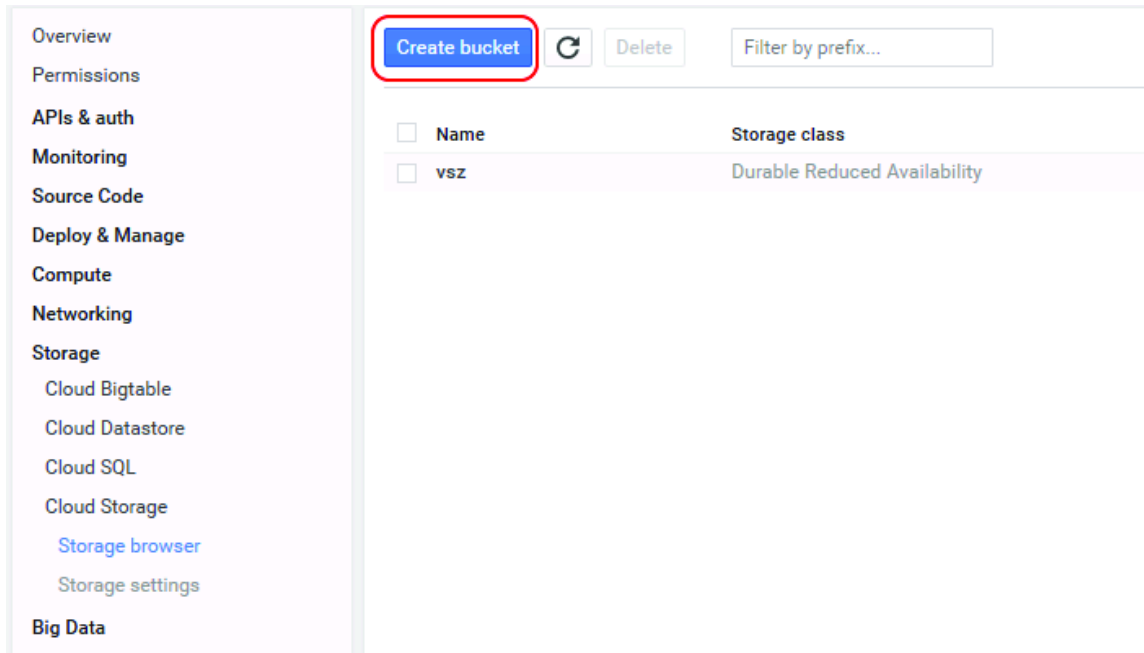 Overview
Permissions
APIs & auth
Monitoring
Source Code
Deploy & Manage
Compute
Networking
Storage
Cloud Bigtable
Cloud Datastore
Cloud SQL
Cloud Storage
Storage browser
Storage settings
Big Data
Create bucket Delete Filter by prefix...
Name Storage class
vsz Durable Reduced Availability